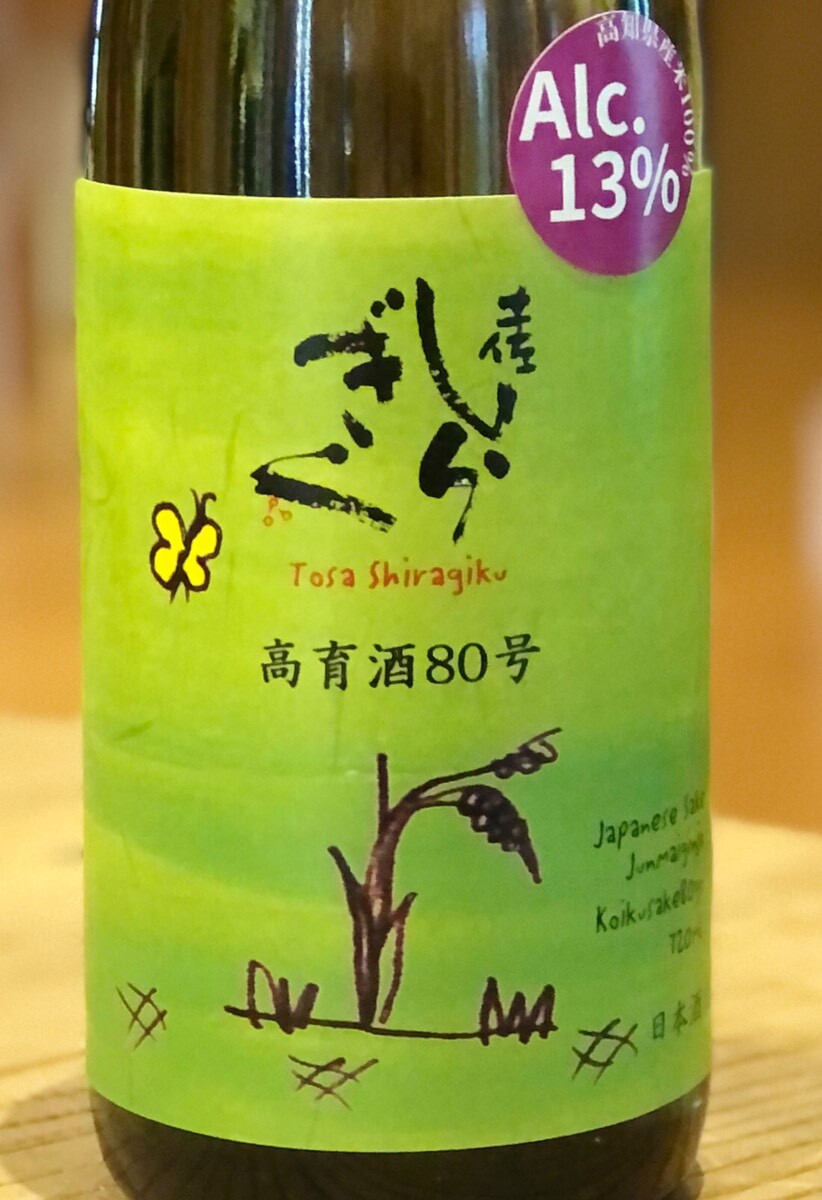 高知県産米100%
Alc.
13%
土佐
しら
ぎく
Tosa Shiragiku
高育酒80号
Japanese Sake
Junmaiginjo
Koikusake80
720ml
日本酒